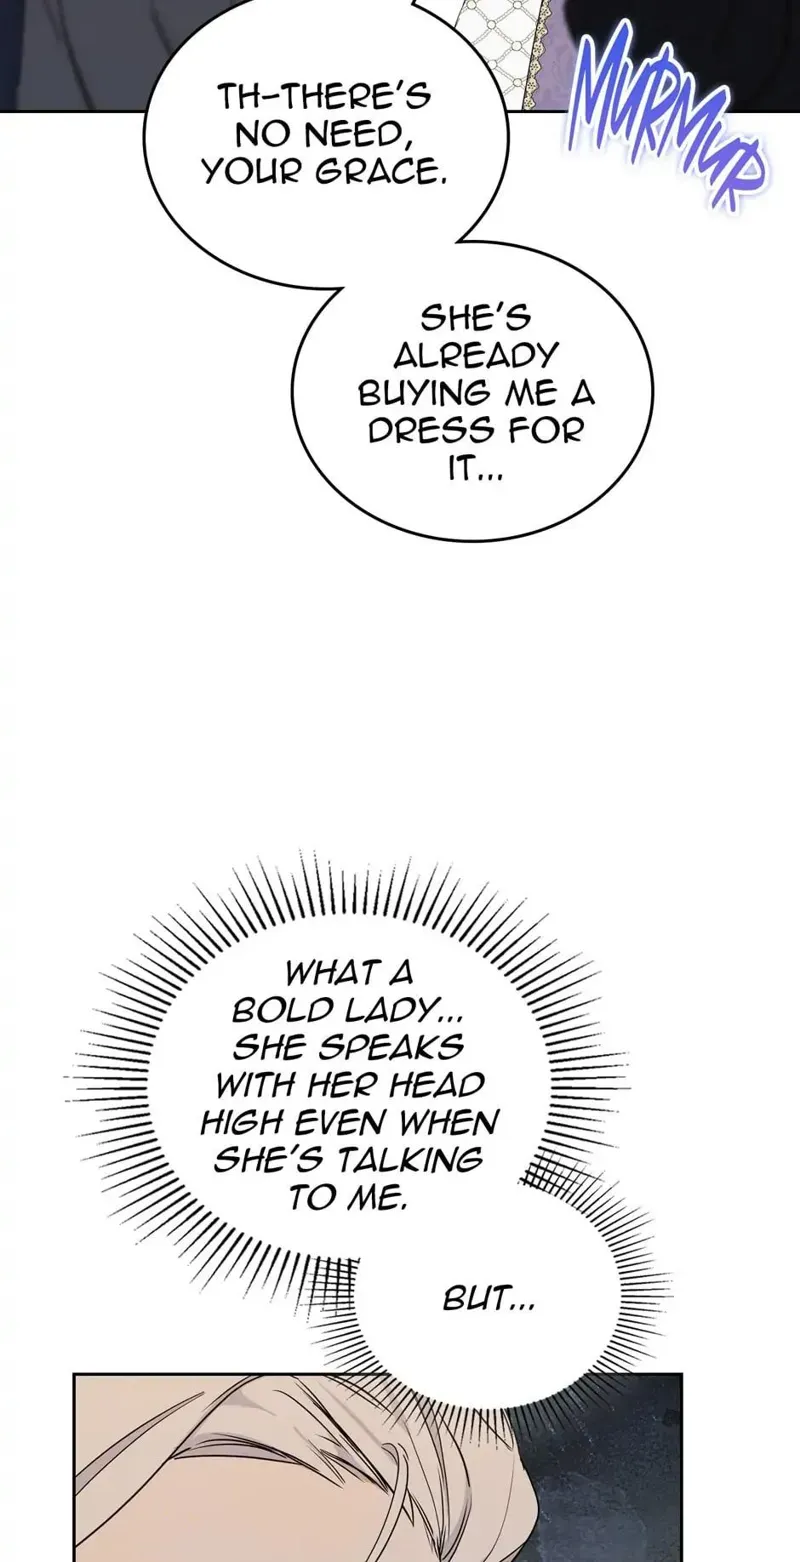 TH-THERE'S
NO NEED,
YOUR GRACE.
MURMUR
SHE'S
ALREADY
BUYING ME A
DRESS FOR
IT...
WHAT A
BOLD LADY...
SHE SPEAKS
WITH HER HEAD
HIGH EVEN WHEN
SHE'S TALKING
TO ME.
BUT...